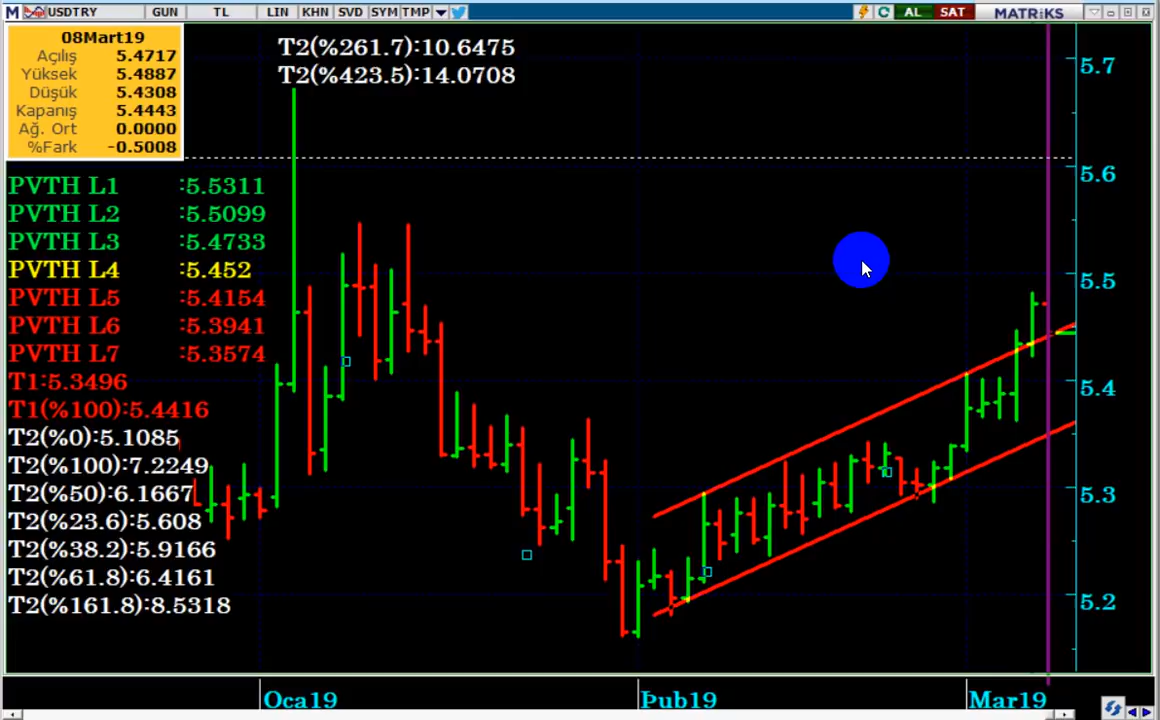 M USDTRY GUN TL LIN KHN SVD SYM TMP AL SAT MATRiKS
08Mart19
Açılış 5.4717
Yüksek 5.4887
Düşük 5.4308
Kapanış 5.4443
Ağ. Ort 0.0000
%Fark -0.5008
T2(%261.7):10.6475
T2(%423.5):14.0708
PVTH L1 :5.5311
PVTH L2 :5.5099
PVTH L3 :5.4733
PVTH L4 :5.452
PVTH L5 :5.4154
PVTH L6 :5.3941
PVTH L7 :5.3574
T1:5.3496
T1(%100):5.4416
T2(%0):5.1085
T2(%100):7.2249
T2(%50):6.1667
T2(%23.6):5.608
T2(%38.2):5.9166
T2(%61.8):6.4161
T2(%161.8):8.5318
5.7
5.6
5.5
5.4
5.3
5.2
Oca19 Þub19 Mar19